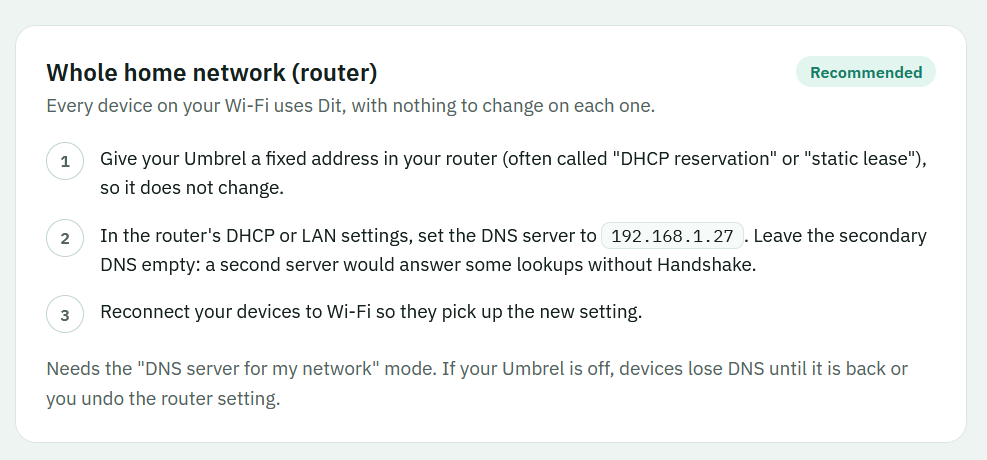 Whole home network (router)
Recommended
Every device on your Wi-Fi uses Dit, with nothing to change on each one.
1
Give your Umbrel a fixed address in your router (often called "DHCP reservation" or "static lease"),
so it does not change.
2
In the router's DHCP or LAN settings, set the DNS server to 192.168.1.27. Leave the secondary
DNS empty: a second server would answer some lookups without Handshake.
3
Reconnect your devices to Wi-Fi so they pick up the new setting.
Needs the "DNS server for my network" mode. If your Umbrel is off, devices lose DNS until it is back or
you undo the router setting.